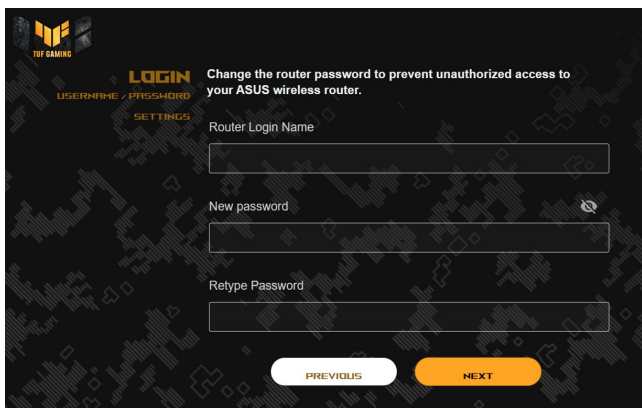 TUF GAMING
LOGIN
USERNAME / PASSWORD
SETTINGS
Change the router password to prevent unauthorized access to
your ASUS wireless router.
Router Login Name
New password
Retype Password
PREVIOUS
NEXT